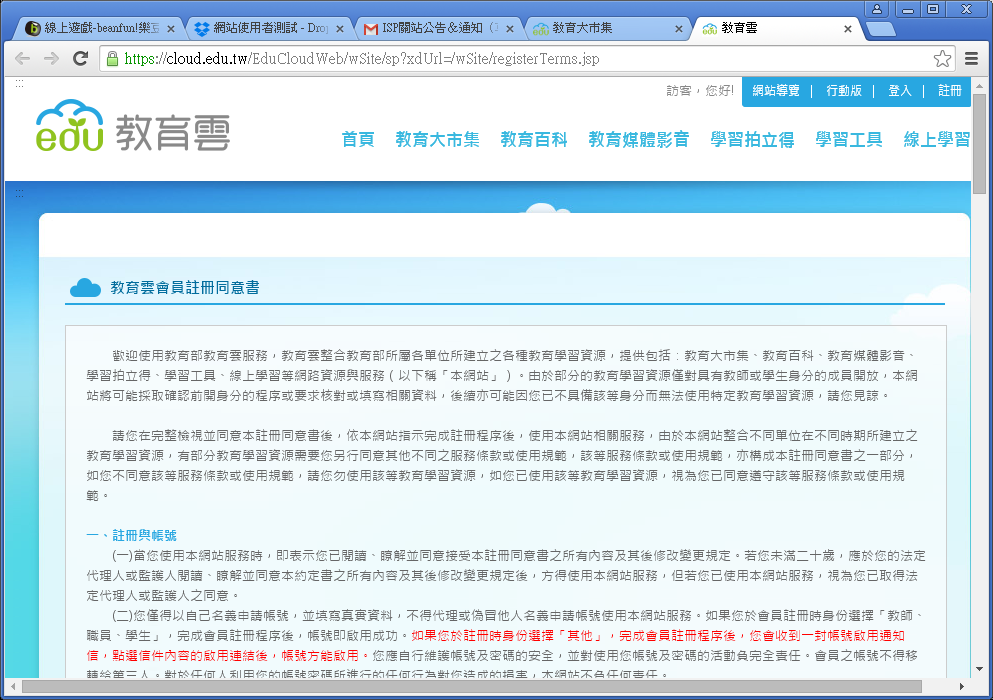 線上遊戲-beanfun!樂
網站使用者測試 - Dro
ISP關站公告&通知
教育大市集
教育雲
https://cloud.edu.tw/EduCloudWeb/wSite/sp?xdUrl=/wSite/registerTerms.jsp
:::
訪客,您好!
網站導覽 | 行動版 | 登入 | 註冊
edu 教育雲
首頁 教育大市集 教育百科 教育媒體影音 學習拍立得 學習工具 線上學習
:::
教育雲會員註冊同意書
歡迎使用教育部教育雲服務,教育雲整合教育部所屬各單位所建立之各種教育學習資源,提供包括:教育大市集、教育百科、教育媒體影音、
學習拍立得、學習工具、線上學習等網路資源與服務(以下稱「本網站」)。由於部分的教育學習資源僅對具有教師或學生身分的成員開放,本網
站將可能採取確認前開身分的程序或要求核對或填寫相關資料,後續亦可能因您已不具備該等身分而無法使用特定教育學習資源,請您見諒。
請您在完整檢視並同意本註冊同意書後,依本網站指示完成註冊程序後,使用本網站相關服務,由於本網站整合不同單位在不同時期所建立之
教育學習資源,有部分教育學習資源需要您另行同意其他不同之服務條款或使用規範,該等服務條款或使用規範,亦構成本註冊同意書之一部分,
如您不同意該等服務條款或使用規範,請您勿使用該等教育學習資源,如您已使用該等教育學習資源,視為您已同意遵守該等服務條款或使用規
範。
一、註冊與帳號
(一)當您使用本網站服務時,即表示您已閱讀、瞭解並同意接受本註冊同意書之所有內容及其後修改變更規定。若您未滿二十歲,應於您的法定
代理人或監護人閱讀、瞭解並同意本約定書之所有內容及其後修改變更規定後,方得使用本網站服務,但若您已使用本網站服務,視為您已取得法
定代理人或監護人之同意。
(二)您僅得以自己名義申請帳號,並填寫真實資料,不得代理或偽冒他人名義申請帳號使用本網站服務。如果您於會員註冊時身份選擇「教師、
職員、學生」,完成會員註冊程序後,帳號即啟用成功。如果您於註冊時身份選擇「其他」,完成會員註冊程序後,您會收到一封帳號啟用通知
信,點選信件內容的啟用連結後,帳號方能啟用。您應自行維護帳號及密碼的安全,並對使用您帳號及密碼的活動負完全責任。會員之帳號不得移
轉給第三人。對於任何人利用您的帳號密碼所進行的任何行為對您造成的損害,本網站不負任何責任。